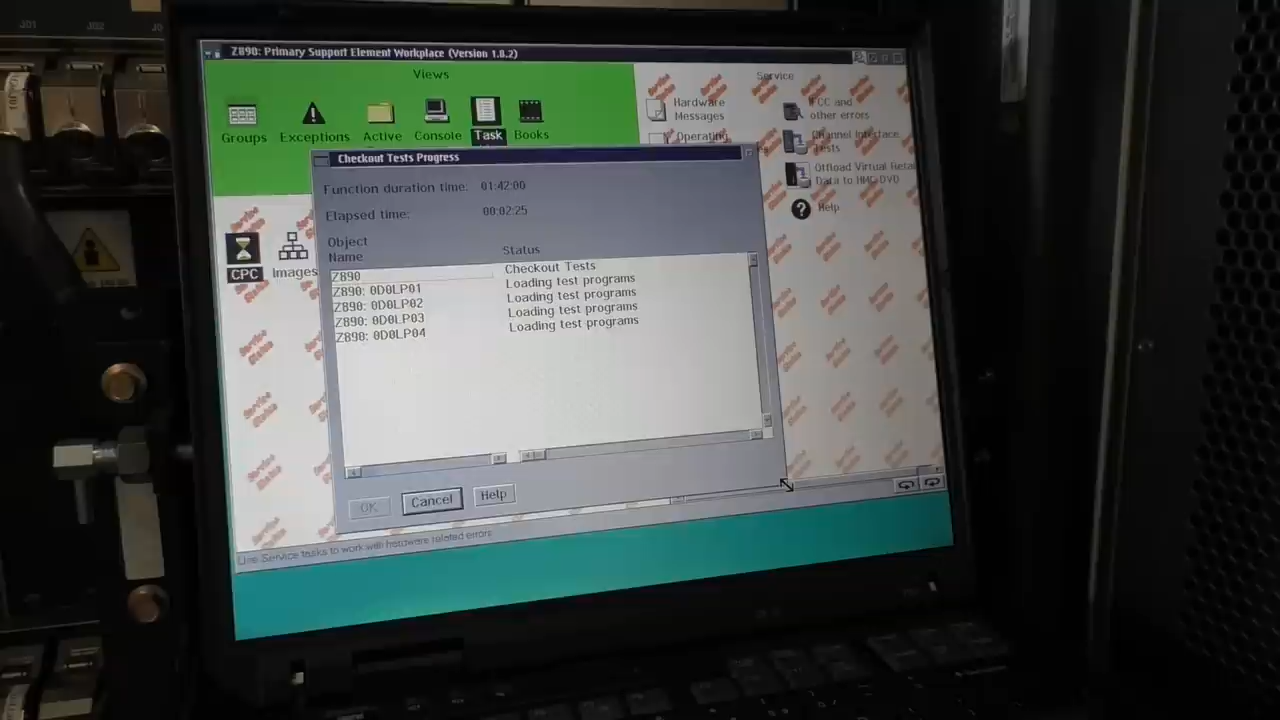 J01
J02
Z890: Primary Support Element Workplace (Version 1.8.2)
Views
Groups
Exceptions
Active
Console
Task
Books
Service
Hardware
Messages
Operating
Channel Interface
Tests
and
other errors
Offload Virtual
Data to HMC DVD
Help
CPC
Images
Checkout Tests Progress
Function duration time: 01:42:00
Elapsed time: 00:02:25
Object
Name
Status
Z890 Checkout Tests
Z890: 0D0LP01 Loading test programs
Z890: 0D0LP02 Loading test programs
Z890: 0D0LP03 Loading test programs
Z890: 0D0LP04 Loading test programs
OK
Cancel
Help
Service
Status
Use Service tasks to work with hardware related errors